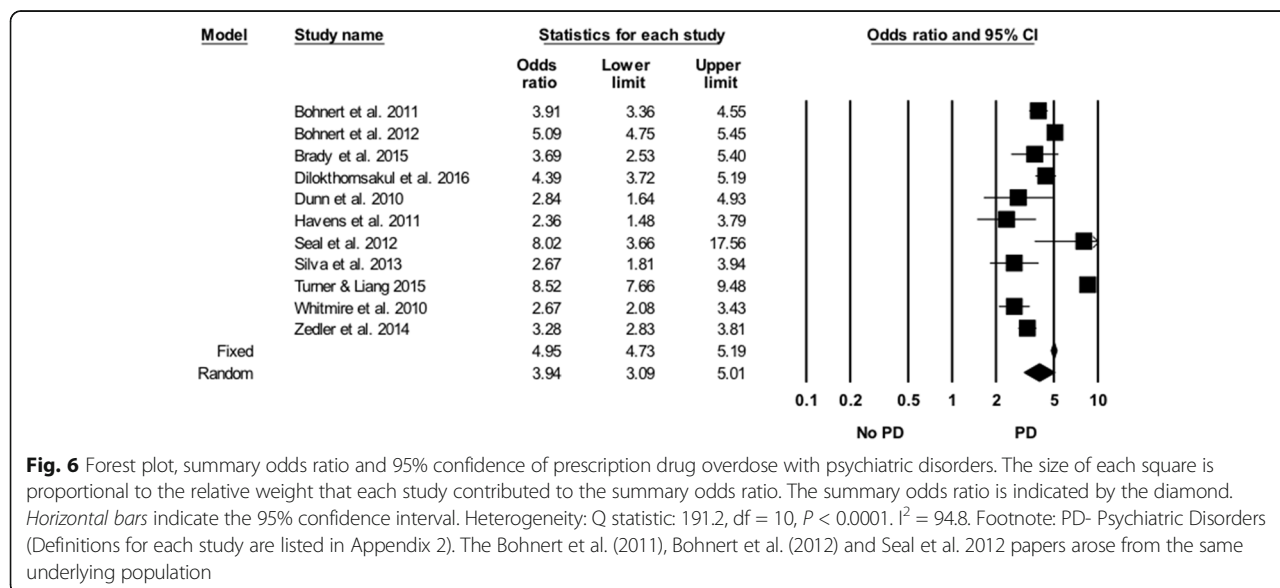 Model Study name Statistics for each study Odds ratio and 95% CI
Odds ratio Lower limit Upper limit
Bohnert et al. 2011 3.91 3.36 4.55
Bohnert et al. 2012 5.09 4.75 5.45
Brady et al. 2015 3.69 2.53 5.40
Dilokthornsakul et al. 2016 4.39 3.72 5.19
Dunn et al. 2010 2.84 1.64 4.93
Havens et al. 2011 2.36 1.48 3.79
Seal et al. 2012 8.02 3.66 17.56
Silva et al. 2013 2.67 1.81 3.94
Turner & Liang 2015 8.52 7.66 9.48
Whitmire et al. 2010 2.67 2.08 3.43
Zedler et al. 2014 3.28 2.83 3.81
Fixed 4.95 4.73 5.19
Random 3.94 3.09 5.01
0.1 0.2 0.5 1 2 5 10
No PD PD
Fig. 6 Forest plot, summary odds ratio and 95% confidence of prescription drug overdose with psychiatric disorders. The size of each square is
proportional to the relative weight that each study contributed to the summary odds ratio. The summary odds ratio is indicated by the diamond.
Horizontal bars indicate the 95% confidence interval. Heterogeneity: Q statistic: 191.2, df = 10, P < 0.0001. I² = 94.8. Footnote: PD- Psychiatric Disorders
(Definitions for each study are listed in Appendix 2). The Bohnert et al. (2011), Bohnert et al. (2012) and Seal et al. 2012 papers arose from the same
underlying population